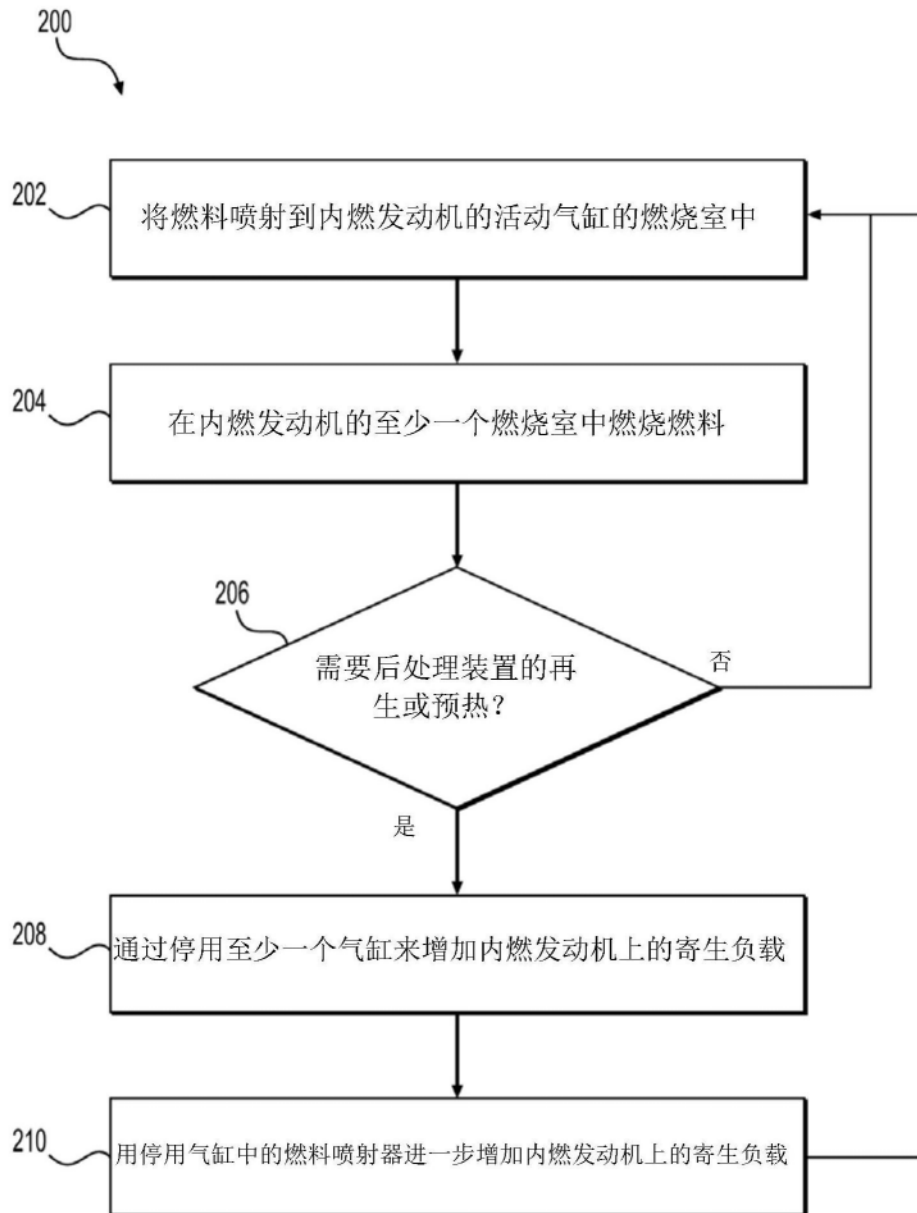 200
202
将燃料喷射到内燃发动机的活动气缸的燃烧室中
204
在内燃发动机的至少一个燃烧室中燃烧燃料
206
需要后处理装置的再
生或预热?
否
是
208
通过停用至少一个气缸来增加内燃发动机上的寄生负载
210
用停用气缸中的燃料喷射器进一步增加内燃发动机上的寄生负载